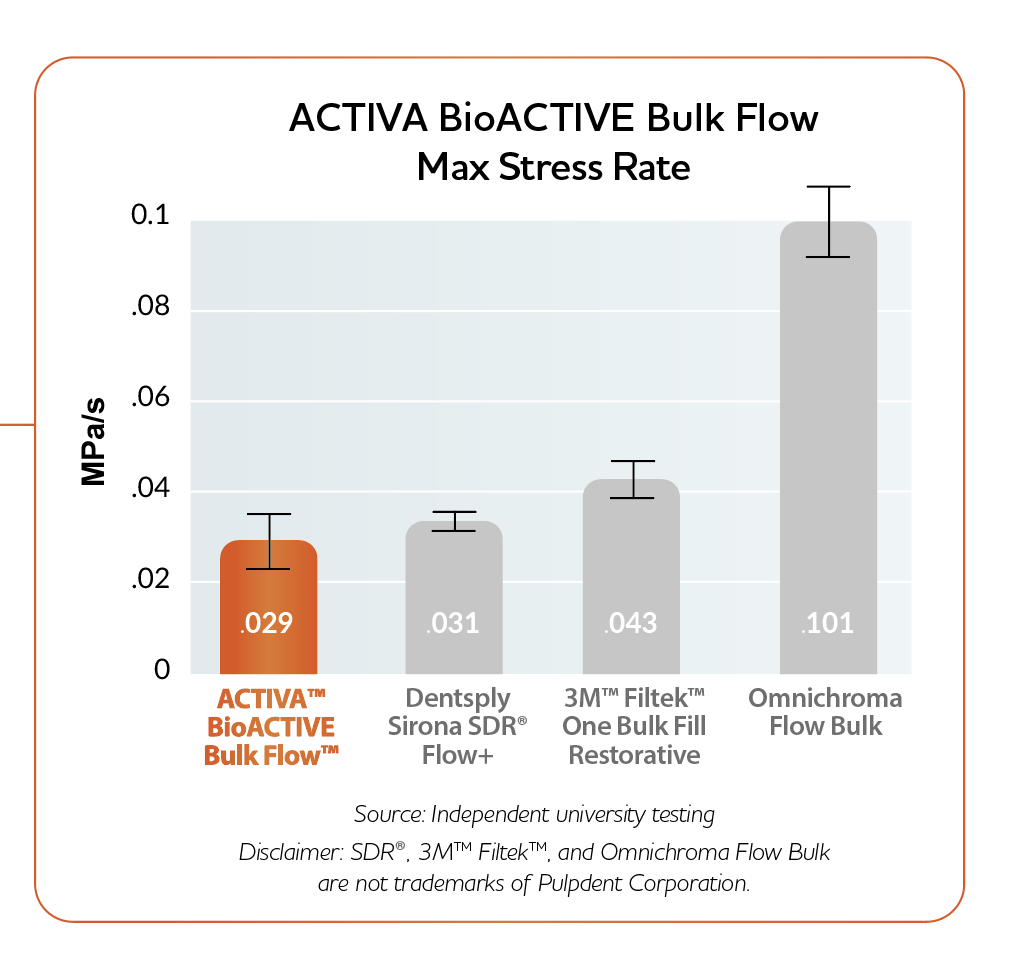 ACTIVA BioACTIVE Bulk Flow
Max Stress Rate
0.1
.08
.06
.04
.02
0
MPa/s
.029
.031
.043
.101
ACTIVA™
BioACTIVE
Bulk Flow™
Dentsply
Sirona SDR®
Flow+
3M™ Filtek™
One Bulk Fill
Restorative
Omnichroma
Flow Bulk
Source: Independent university testing
Disclaimer: SDR®, 3M™ Filtek™, and Omnichroma Flow Bulk
are not trademarks of Pulpdent Corporation.